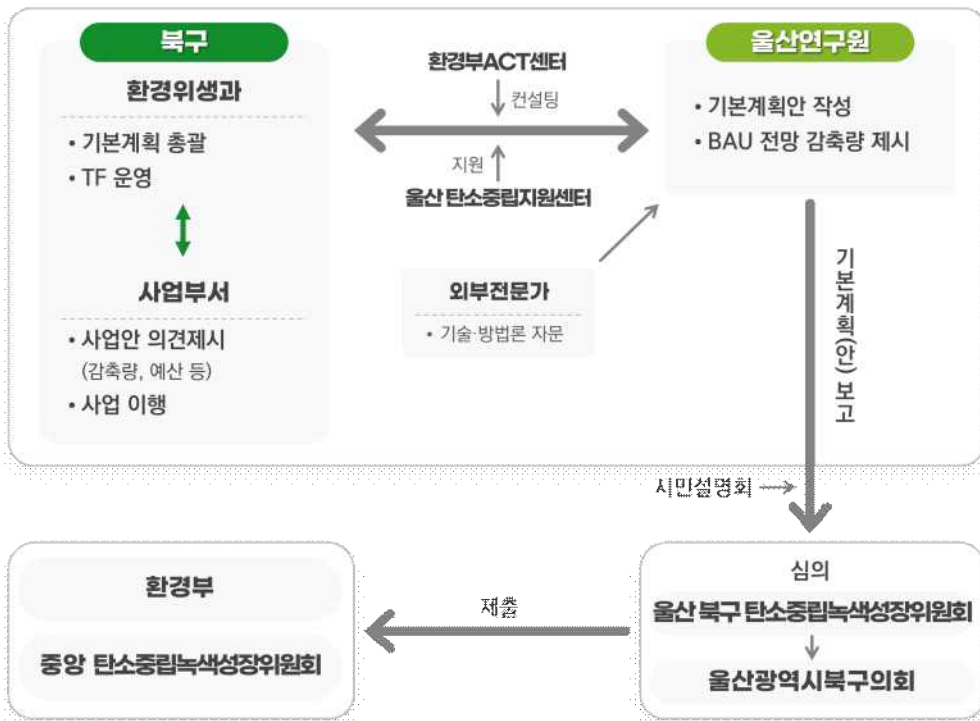 북구
환경위생과
• 기본계획 총괄
• TF 운영
사업부서
• 사업안 의견제시
(감축량, 예산 등)
• 사업 이행
환경부ACT센터
컨설팅
지원
울산 탄소중립지원센터
외부전문가
• 기술·방법론 자문
울산연구원
• 기본계획안 작성
• BAU 전망 감축량 제시
기본계획(안) 보고
시민설명회
심의
울산 북구 탄소중립녹색성장위원회
울산광역시북구의회
제출
환경부
중앙 탄소중립녹색성장위원회